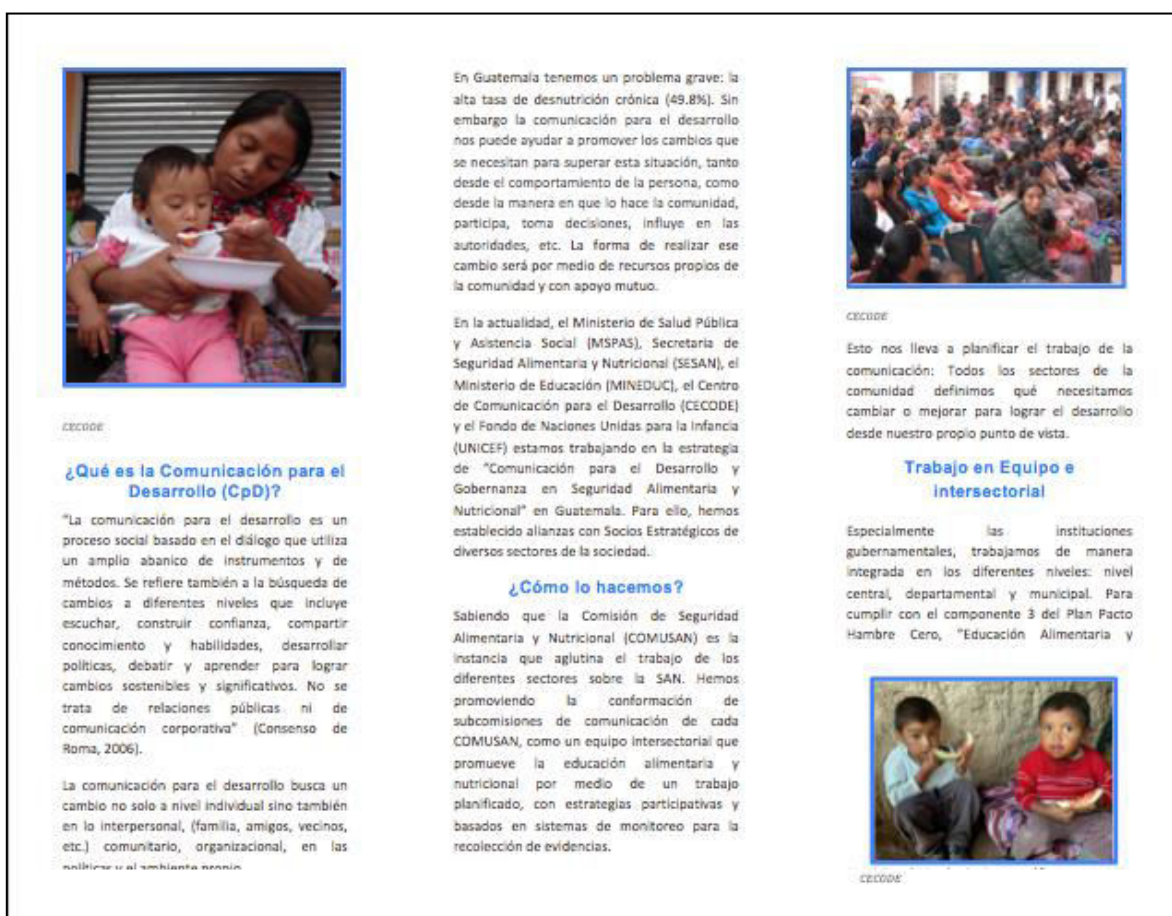 CECODE
¿Qué es la Comunicación para el
Desarrollo (CpD)?
"La comunicación para el desarrollo es un
proceso social basado en el diálogo que utiliza
un amplio abanico de instrumentos y de
métodos. Se refiere también a la búsqueda de
cambios a diferentes niveles que incluye
escuchar, construir confianza, compartir
conocimiento y habilidades, desarrollar
políticas, debatir y aprender para lograr
cambios sostenibles y significativos. No se
trata de relaciones públicas ni de
comunicación corporativa" (Consenso de
Roma, 2006).
La comunicación para el desarrollo busca un
cambio no solo a nivel individual sino también
en lo interpersonal, (familia, amigos, vecinos,
etc.) comunitario, organizacional, en las
políticas y el ambiente propio
En Guatemala tenemos un problema grave: la
alta tasa de desnutrición crónica (49.8%). Sin
embargo la comunicación para el desarrollo
nos puede ayudar a promover los cambios que
se necesitan para superar esta situación, tanto
desde el comportamiento de la persona, como
desde la manera en que lo hace la comunidad,
participa, toma decisiones, influye en las
autoridades, etc. La forma de realizar ese
cambio será por medio de recursos propios de
la comunidad y con apoyo mutuo.
En la actualidad, el Ministerio de Salud Pública
y Asistencia Social (MSPAS), Secretaria de
Seguridad Alimentaria y Nutricional (SESAN), el
Ministerio de Educación (MINEDUC), el Centro
de Comunicación para el Desarrollo (CECODE)
y el Fondo de Naciones Unidas para la Infancia
(UNICEF) estamos trabajando en la estrategia
de "Comunicación para el Desarrollo y
Gobernanza en Seguridad Alimentaria y
Nutricional" en Guatemala. Para ello, hemos
establecido alianzas con Socios Estratégicos de
diversos sectores de la sociedad.
¿Cómo lo hacemos?
Sabiendo que la Comisión de Seguridad
Alimentaria y Nutricional (COMUSAN) es la
instancia que aglutina el trabajo de los
diferentes sectores sobre la SAN. Hemos
promoviendo la conformación de
subcomisiones de comunicación de cada
COMUSAN, como un equipo intersectorial que
promueve la educación alimentaria y
nutricional por medio de un trabajo
planificado, con estrategias participativas y
basados en sistemas de monitoreo para la
recolección de evidencias.
CECODE
Esto nos lleva a planificar el trabajo de la
comunicación: Todos los sectores de la
comunidad definimos qué necesitamos
cambiar o mejorar para lograr el desarrollo
desde nuestro propio punto de vista.
Trabajo en Equipo e
intersectorial
Especialmente las instituciones
gubernamentales, trabajamos de manera
integrada en los diferentes niveles: nivel
central, departamental y municipal. Para
cumplir con el componente 3 del Plan Pacto
Hambre Cero, "Educación Alimentaria y
CECODE